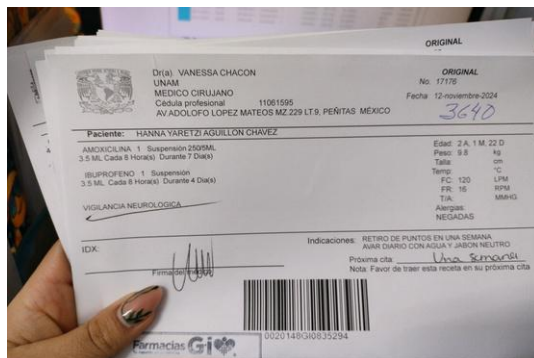 ORIGINAL
Dr(a) VANESSA CHACON
UNAM
MEDICO CIRUJANO
Cédula profesional 11061595
AV.ADOLOFO LOPEZ MATEOS MZ.229 LT.9, PEÑITAS MÉXICO
ORIGINAL
No. 17176
Fecha 12-noviembre-2024
3640
Paciente: HANNA YARETZI AGUILLON CHAVEZ
AMOXICILINA 1 Suspensión 250/5ML
3.5 ML Cada 8 Hora(s) Durante 7 Dia(s)
IBUPROFENO 1 Suspensión
3.5 ML Cada 8 Hora(s) Durante 4 Dia(s)
VIGILANCIA NEUROLOGICA
Edad: 2 A, 1 M, 22 D
Peso: 9.8 kg
Talla: cm
Temp: °C
FC: 120 LPM
FR: 16 RPM
T/A: MMHG
Alergias:
NEGADAS
IDX:
Firma del
Indicaciones: RETIRO DE PUNTOS EN UNA SEMANA
AVAR DIARIO CON AGUA Y JABON NEUTRO
Próxima cita: Una semana
Nota: Favor de traer esta receta en su próxima cita
0020148GI0835294
Farmacias Gi